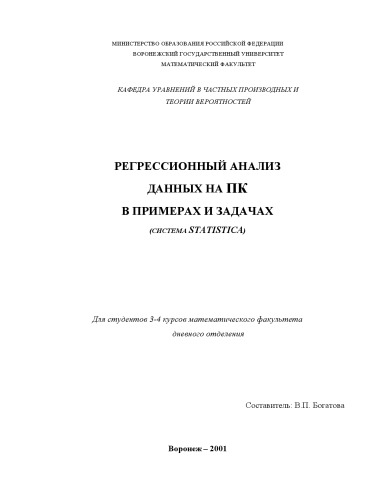 МИНИСТЕРСТВО ОБРАЗОВАНИЯ РОССИЙСКОЙ ФЕДЕРАЦИИ
ВОРОНЕЖСКИЙ ГОСУДАРСТВЕННЫЙ УНИВЕРСИТЕТ
МАТЕМАТИЧЕСКИЙ ФАКУЛЬТЕТ
КАФЕДРА УРАВНЕНИЙ В ЧАСТНЫХ ПРОИЗВОДНЫХ И
ТЕОРИИ ВЕРОЯТНОСТЕЙ
РЕГРЕССИОННЫЙ АНАЛИЗ
ДАННЫХ НА ПК
В ПРИМЕРАХ И ЗАДАЧАХ
(СИСТЕМА STATISTICA)
Для студентов 3-4 курсов математического факультета
дневного отделения
Составитель: В.П. Богатова
Воронеж – 2001